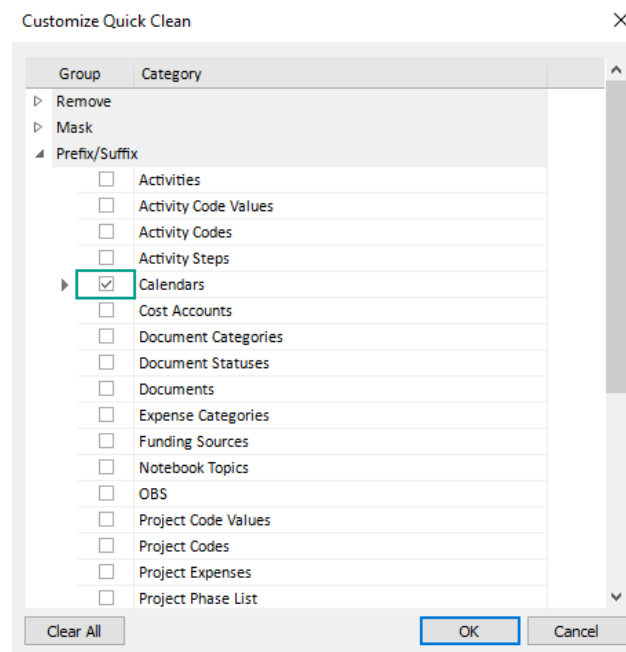 Customize Quick Clean
Group Category
Remove
Mask
Prefix/Suffix
Activities
Activity Code Values
Activity Codes
Activity Steps
Calendars
Cost Accounts
Document Categories
Document Statuses
Documents
Expense Categories
Funding Sources
Notebook Topics
OBS
Project Code Values
Project Codes
Project Expenses
Project Phase List
Clear All OK Cancel